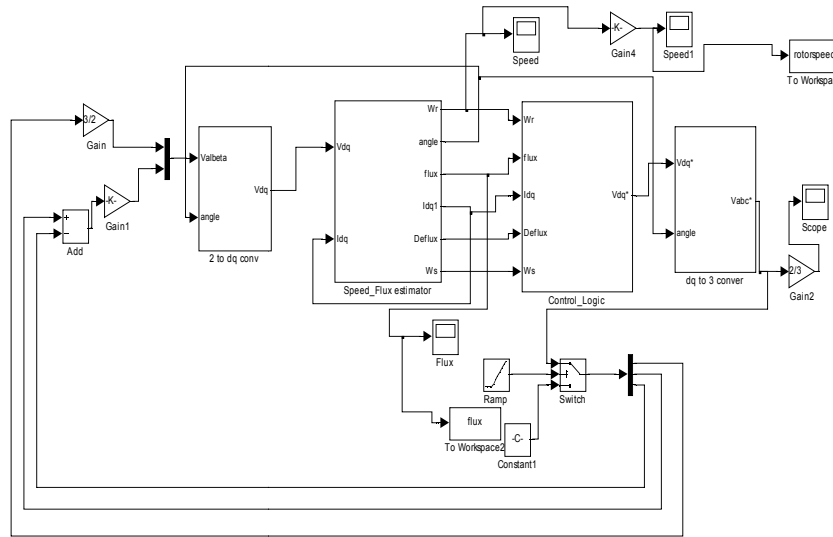 Speed
-K-
Gain4
Speed1
rotorspeed
To Workspa
3/2
Gain
Valbeta
Vdq
angle
2 to dq conv
+
−
Add
-K-
Gain1
Vdq
Idq
Wr
angle
flux
Idq1
Deflux
Ws
Speed_Flux estimator
Wr
flux
Idq
Deflux
Ws
Vdq*
Control_Logic
Vdq*
angle
Vabc*
dq to 3 conver
Scope
2/3
Gain2
Flux
Ramp
Switch
flux
To Workspace2
-C-
Constant1